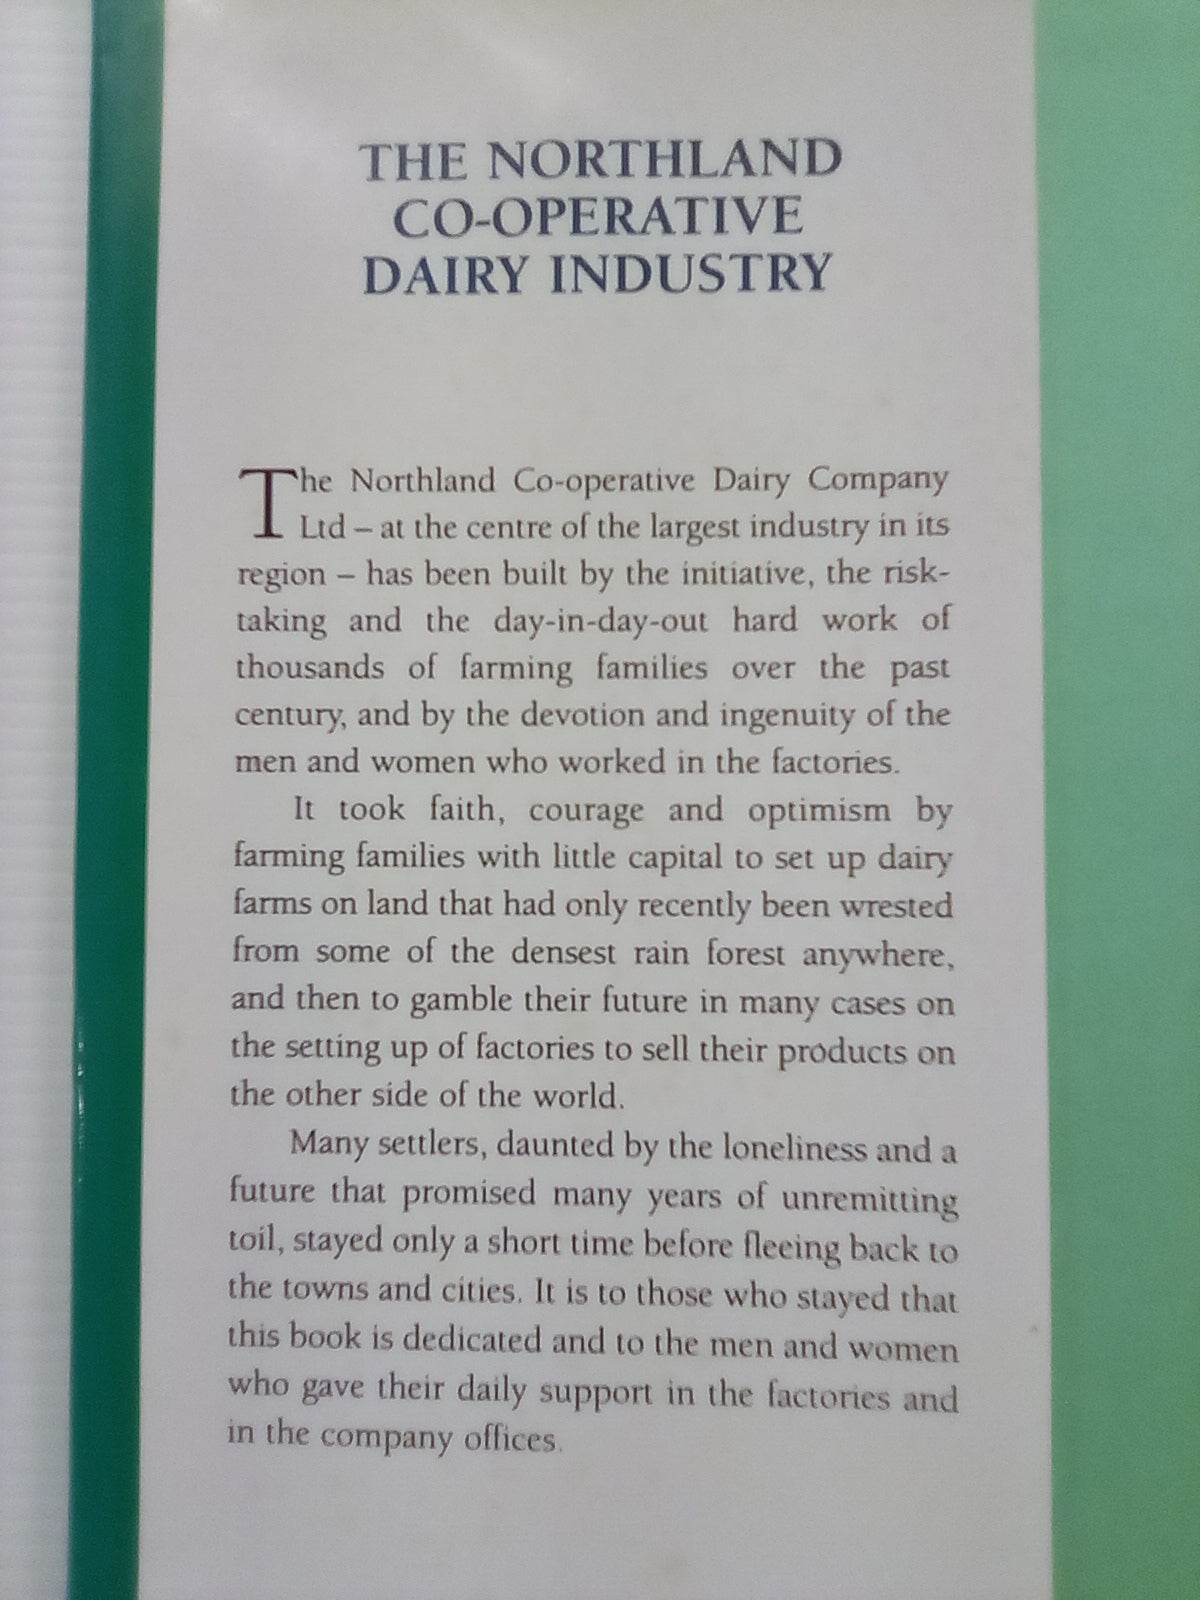 THE NORTHLAND
CO-OPERATIVE
DAIRY INDUSTRY
The Northland Co-operative Dairy Company
Ltd – at the centre of the largest industry in its
region – has been built by the initiative, the risk-
taking and the day-in-day-out hard work of
thousands of farming families over the past
century, and by the devotion and ingenuity of the
men and women who worked in the factories.
It took faith, courage and optimism by
farming families with little capital to set up dairy
farms on land that had only recently been wrested
from some of the densest rain forest anywhere,
and then to gamble their future in many cases on
the setting up of factories to sell their products on
the other side of the world.
Many settlers, daunted by the loneliness and a
future that promised many years of unremitting
toil, stayed only a short time before fleeing back to
the towns and cities. It is to those who stayed that
this book is dedicated and to the men and women
who gave their daily support in the factories and
in the company offices.